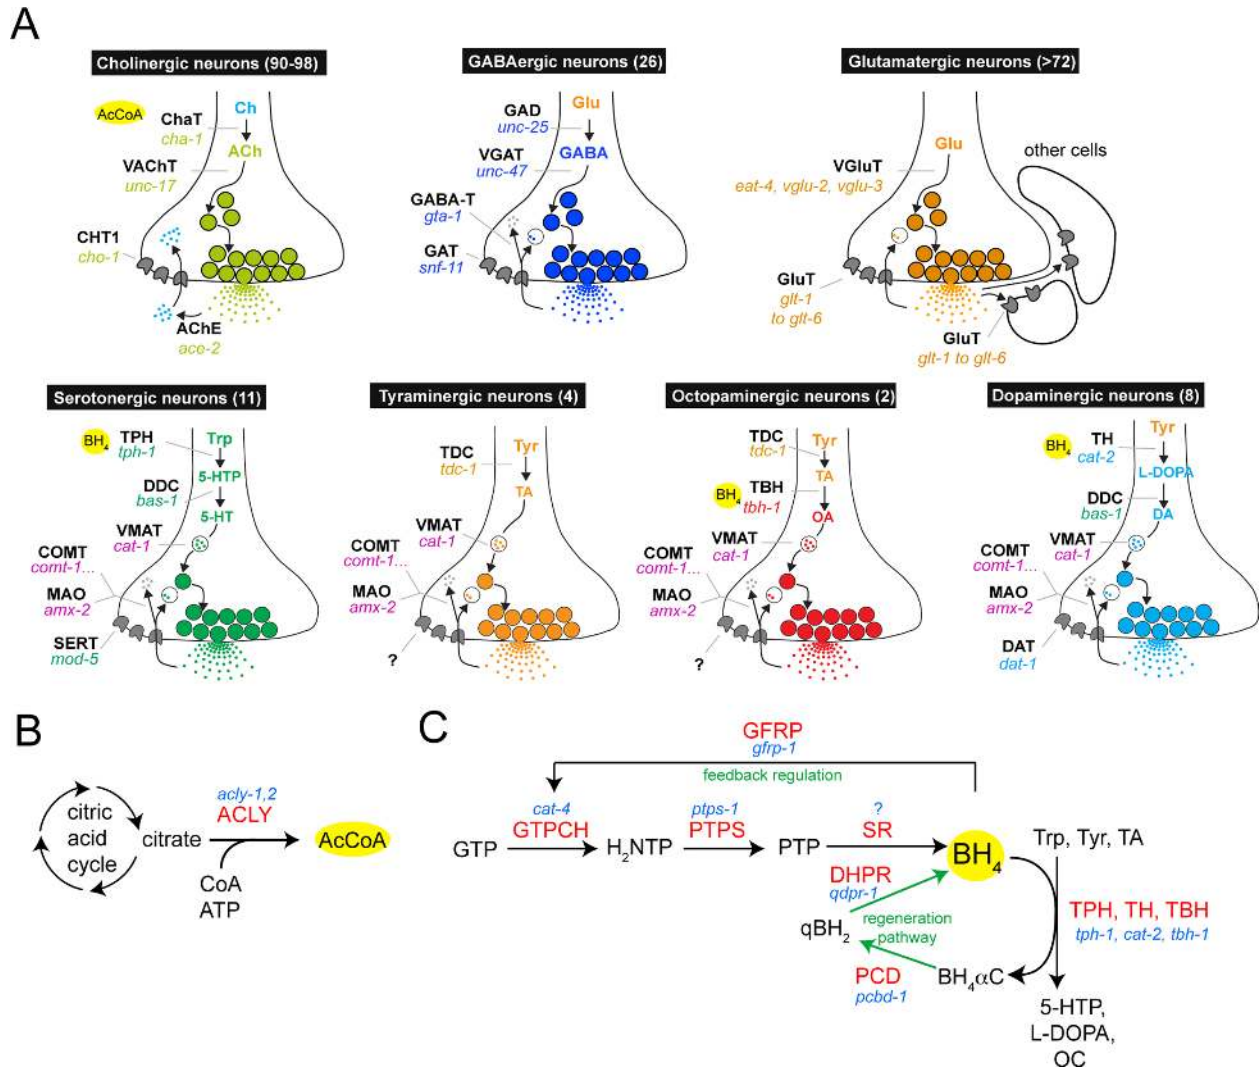 A
Cholinergic neurons (90-98)
AcCoA
Ch
ChaT
cha-1
ACh
VAChT
unc-17
CHT1
cho-1
AChE
ace-2
GABAergic neurons (26)
Glu
GAD
unc-25
VGAT
GABA
unc-47
GABA-T
gta-1
GAT
snf-11
Glutamatergic neurons (>72)
Glu
other cells
VGluT
eat-4, vglu-2, vglu-3
GluT
glt-1
to glt-6
GluT
glt-1 to glt-6
Serotonergic neurons (11)
BH4
TPH
tph-1
Trp
5-HTP
DDC
bas-1
5-HT
VMAT
cat-1
COMT
comt-1...
MAO
amx-2
SERT
mod-5
Tyraminergic neurons (4)
Tyr
TDC
tdc-1
TA
VMAT
cat-1
COMT
comt-1...
MAO
amx-2
?
Octopaminergic neurons (2)
TDC
tdc-1
Tyr
TA
BH4
TBH
tbh-1
OA
VMAT
cat-1
COMT
comt-1...
MAO
amx-2
?
Dopaminergic neurons (8)
BH4
TH
cat-2
Tyr
L-DOPA
DDC
bas-1
DA
VMAT
cat-1
COMT
comt-1...
MAO
amx-2
DAT
dat-1
B
citric
acid
cycle
citrate
acly-1,2
ACLY
AcCoA
CoA
ATP
C
GFRP
gfrp-1
feedback regulation
cat-4
GTPCH
ptps-1
PTPS
?
SR
GTP
H2NTP
PTP
BH4
Trp, Tyr, TA
DHPR
qdpr-1
TPH, TH, TBH
tph-1, cat-2, tbh-1
qBH2
regeneration
pathway
PCD
pcbd-1
BH4αC
5-HTP,
L-DOPA,
OC